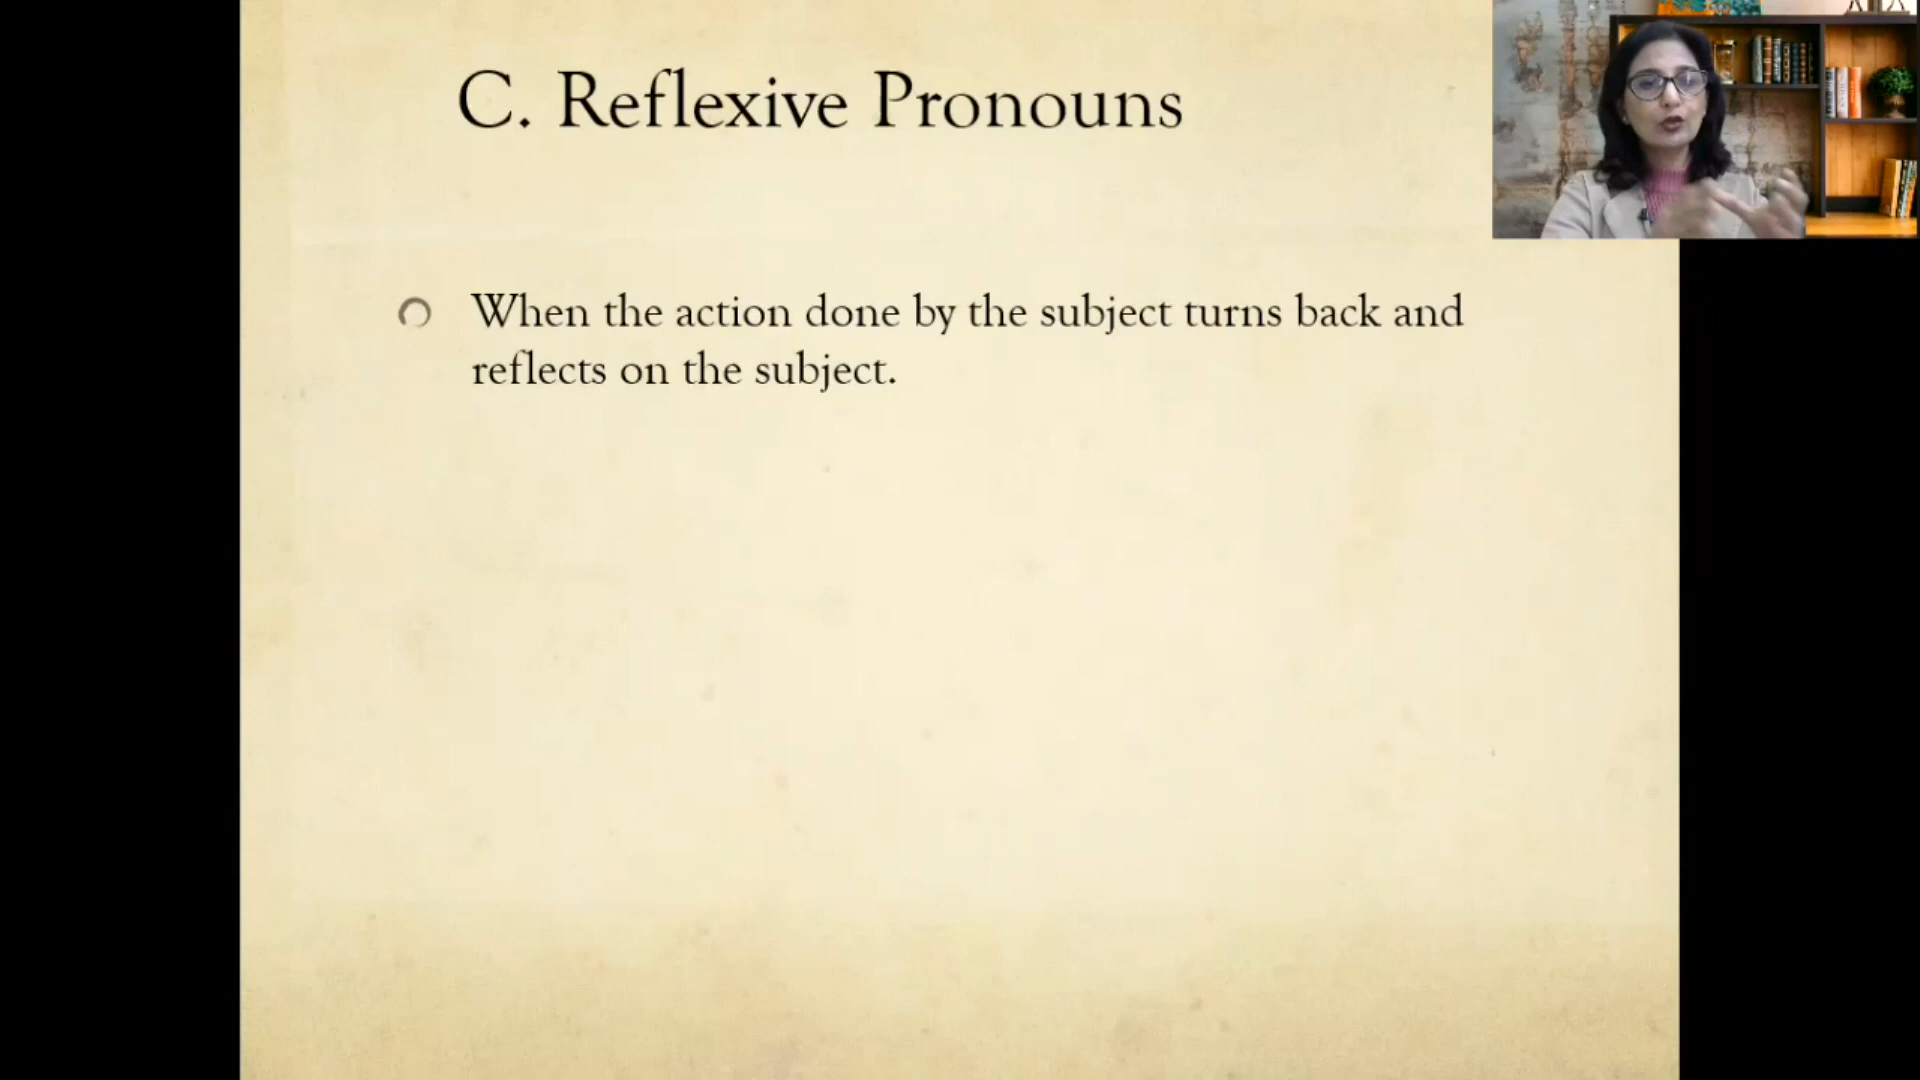 C. Reflexive Pronouns
When the action done by the subject turns back and
reflects on the subject.